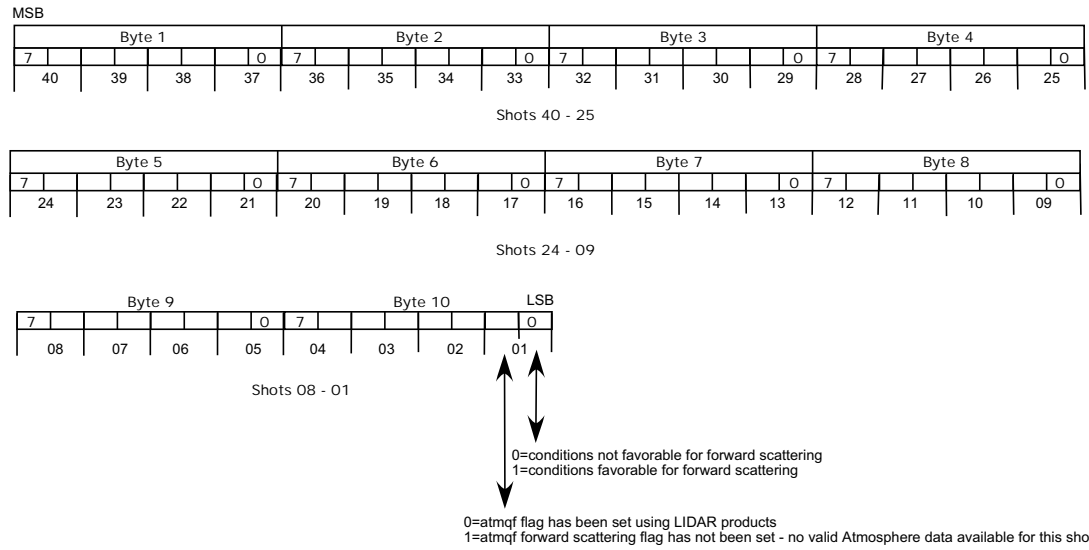 MSB
Byte 1 Byte 2 Byte 3 Byte 4
7 0 7 0 7 0 7 0
40 39 38 37 36 35 34 33 32 31 30 29 28 27 26 25
Shots 40 - 25
Byte 5 Byte 6 Byte 7 Byte 8
7 0 7 0 7 0 7 0
24 23 22 21 20 19 18 17 16 15 14 13 12 11 10 09
Shots 24 - 09
Byte 9 Byte 10 LSB
7 0 7 0
08 07 06 05 04 03 02 01
Shots 08 - 01
0=conditions not favorable for forward scattering
1=conditions favorable for forward scattering
0=atmqf flag has been set using LIDAR products
1=atmqf forward scattering flag has not been set - no valid Atmosphere data available for this sho